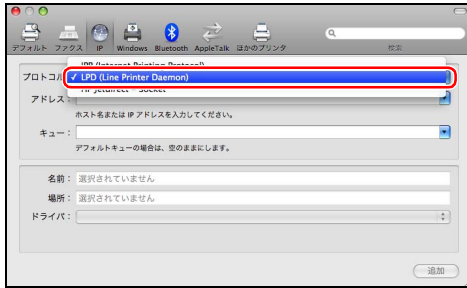 デフォルト ファクス IP Windows Bluetooth AppleTalk ほかのプリンタ 検索
IPP (Internet Printing Protocol)
プロトコル: ✓ LPD (Line Printer Daemon)
HP Jetdirect - Socket
アドレス:
ホスト名または IP アドレスを入力してください。
キュー:
デフォルトキューの場合は、空のままにします。
名前: 選択されていません
場所: 選択されていません
ドライバ:
追加